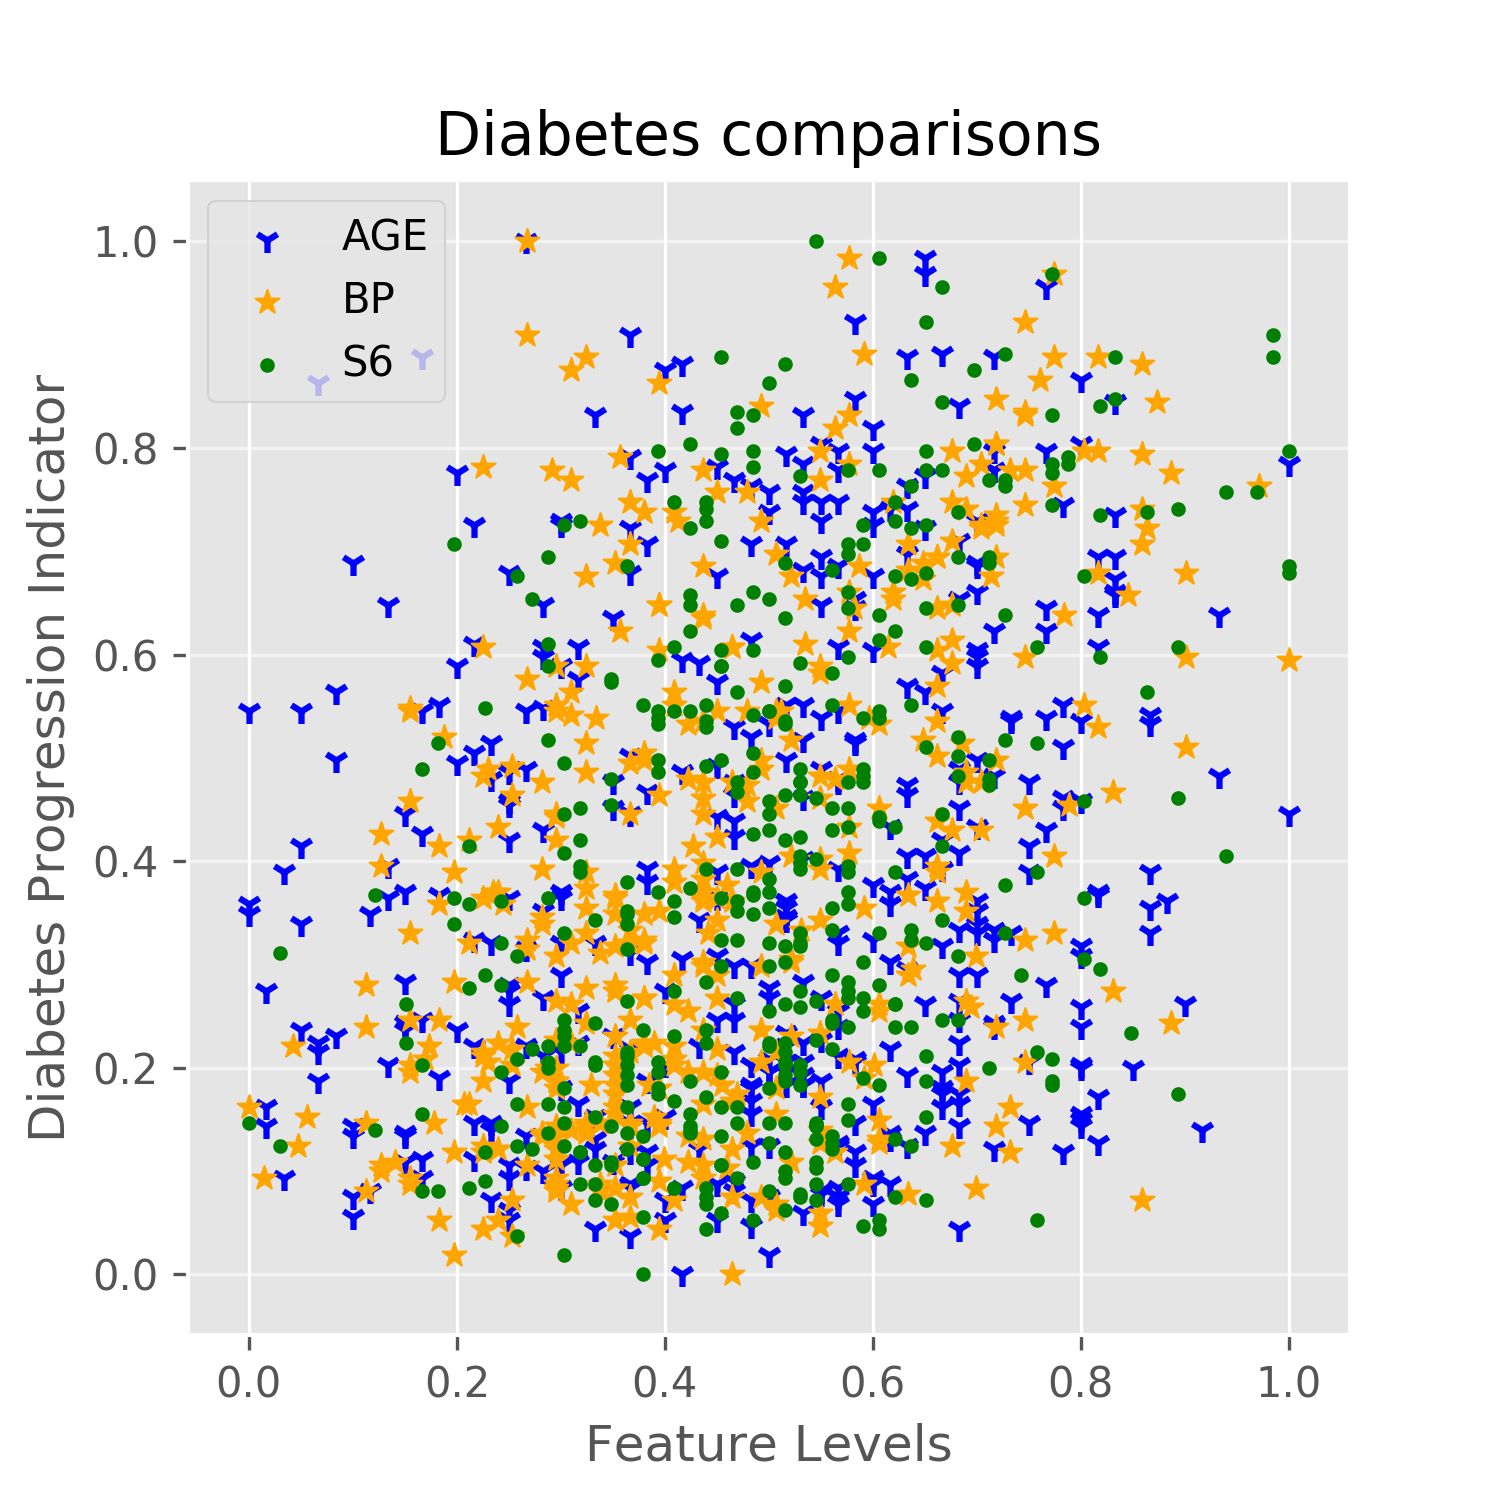 Diabetes comparisons
AGE
BP
S6
Diabetes Progression Indicator
1.0
0.8
0.6
0.4
0.2
0.0
0.0 0.2 0.4 0.6 0.8 1.0
Feature Levels